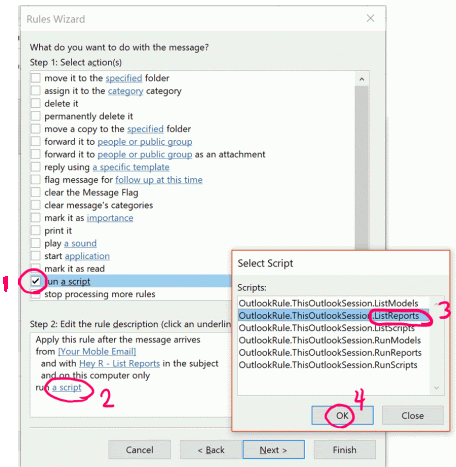 Rules Wizard
What do you want to do with the message?
Step 1: Select action(s)
move it to the specified folder
assign it to the category category
delete it
permanently delete it
move a copy to the specified folder
forward it to people or public group
forward it to people or public group as an attachment
reply using a specific template
flag message for follow up at this time
clear the Message Flag
clear message's categories
mark it as importance
print it
play a sound
start application
mark it as read
1
run a script
stop processing more rules
Step 2: Edit the rule description (click an underlin
Apply this rule after the message arrives
from [Your Moble Email]
and with Hey R - List Reports in the subject
and on this computer only
run a script
2
Cancel
< Back
Next >
Finish
Select Script
Scripts:
OutlookRule.ThisOutlookSession.ListModels
OutlookRule.ThisOutlookSession.ListReports
3
OutlookRule.ThisOutlookSession.ListScripts
OutlookRule.ThisOutlookSession.RunModels
OutlookRule.ThisOutlookSession.RunReports
OutlookRule.ThisOutlookSession.RunScripts
4
OK
Close